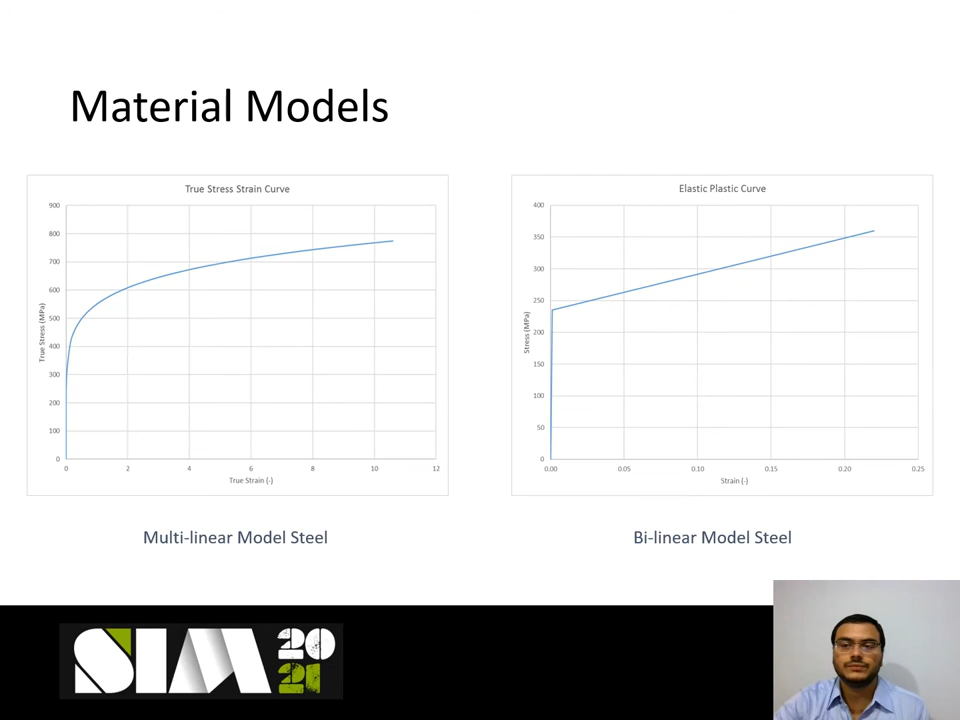 Material Models
True Stress Strain Curve
900
800
700
600
500
400
300
200
100
0
True Stress (MPa)
0 2 4 6 8 10 12
True Strain (-)
Multi-linear Model Steel
Elastic Plastic Curve
400
350
300
250
200
150
100
50
0
Stress (MPa)
0.00 0.05 0.10 0.15 0.20 0.25
Strain (-)
Bi-linear Model Steel
SIM 20
21